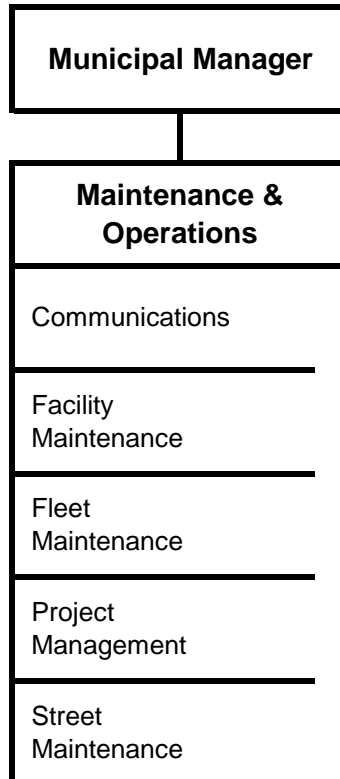 Municipal Manager
Maintenance &
Operations
Communications
Facility
Maintenance
Fleet
Maintenance
Project
Management
Street
Maintenance